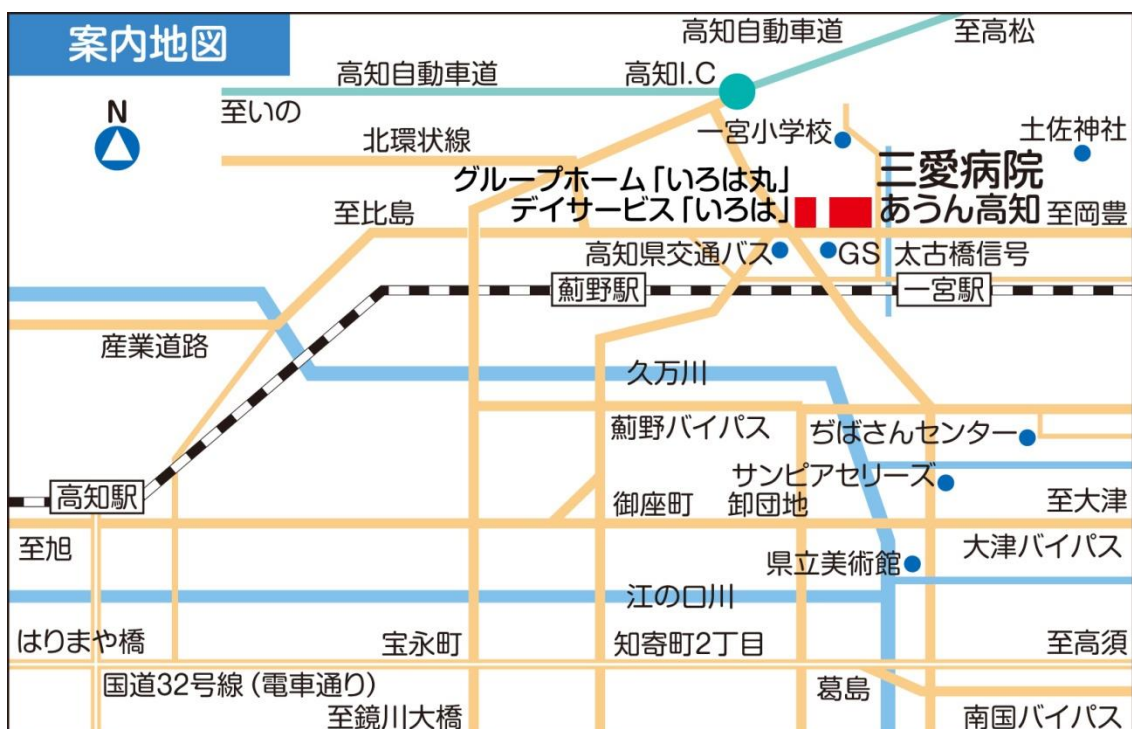 案内地図
高知自動車道
至高松
高知自動車道
高知I.C
N
至いの
北環状線
一宮小学校
土佐神社
グループホーム「いろは丸」
三愛病院
デイサービス「いろは」
あうん高知
至比島
至岡豊
高知県交通バス
GS
太古橋信号
薊野駅
一宮駅
産業道路
久万川
薊野バイパス
ぢばさんセンター
サンピアセリーズ
高知駅
御座町
卸団地
至大津
至旭
大津バイパス
県立美術館
江の口川
はりまや橋
宝永町
知寄町2丁目
至高須
国道32号線(電車通り)
葛島
至鏡川大橋
南国バイパス